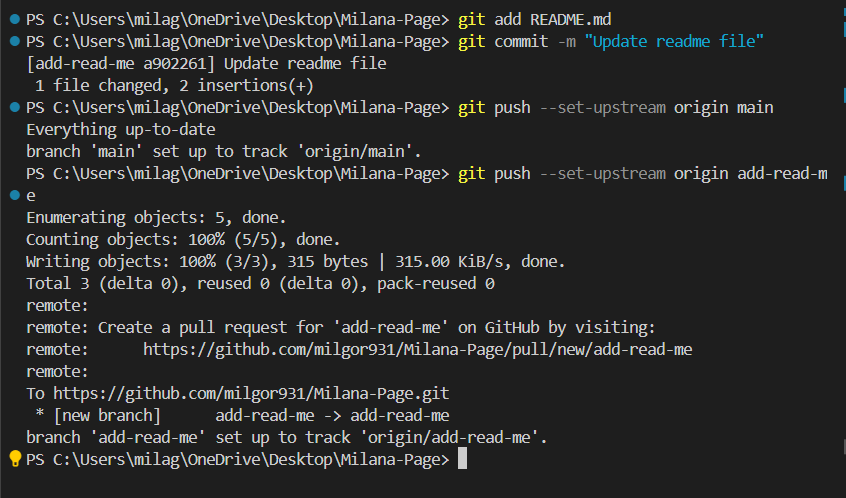 PS C:\Users\milag\OneDrive\Desktop\Milana-Page> git add README.md
PS C:\Users\milag\OneDrive\Desktop\Milana-Page> git commit -m "Update readme file"
[add-read-me a902261] Update readme file
 1 file changed, 2 insertions(+)
PS C:\Users\milag\OneDrive\Desktop\Milana-Page> git push --set-upstream origin main
Everything up-to-date
branch 'main' set up to track 'origin/main'.
PS C:\Users\milag\OneDrive\Desktop\Milana-Page> git push --set-upstream origin add-read-m
e
Enumerating objects: 5, done.
Counting objects: 100% (5/5), done.
Writing objects: 100% (3/3), 315 bytes | 315.00 KiB/s, done.
Total 3 (delta 0), reused 0 (delta 0), pack-reused 0
remote:
remote: Create a pull request for 'add-read-me' on GitHub by visiting:
remote:      https://github.com/milgor931/Milana-Page/pull/new/add-read-me
remote:
To https://github.com/milgor931/Milana-Page.git
 * [new branch]      add-read-me -> add-read-me
branch 'add-read-me' set up to track 'origin/add-read-me'.
PS C:\Users\milag\OneDrive\Desktop\Milana-Page>